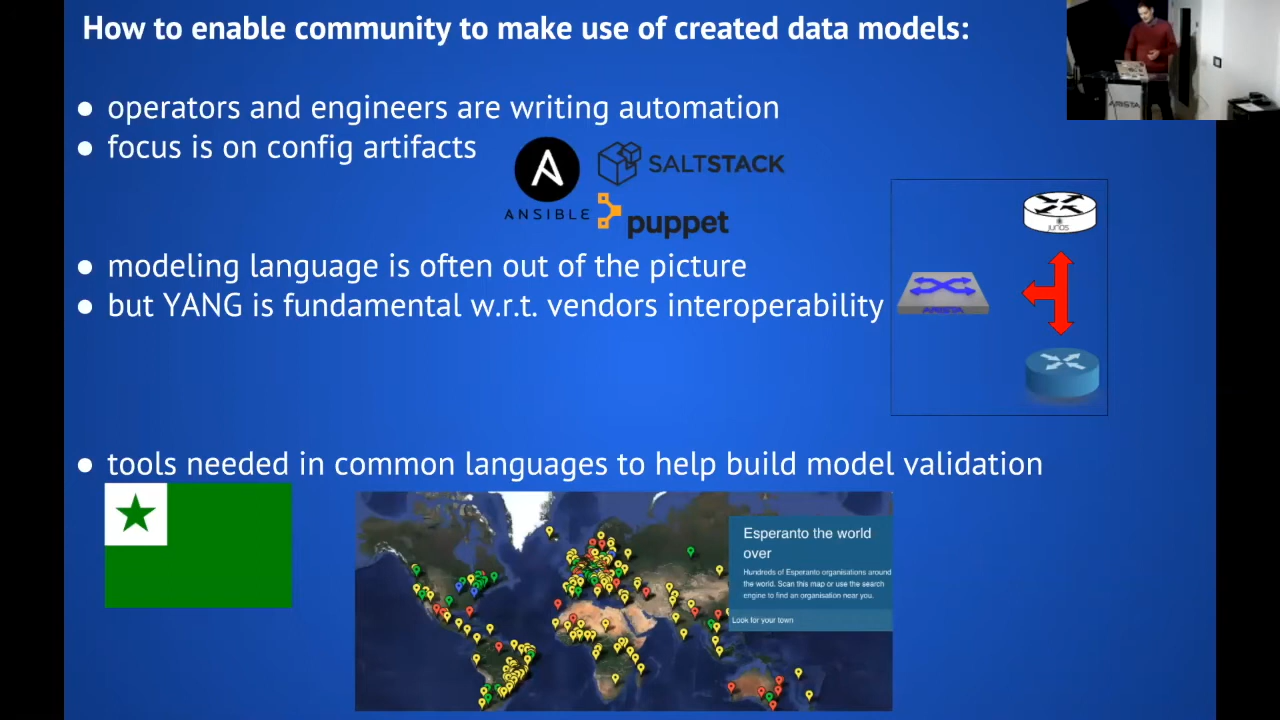 How to enable community to make use of created data models:
● operators and engineers are writing automation
● focus is on config artifacts
A
ANSIBLE
SALTSTACK
puppet
● modeling language is often out of the picture
● but YANG is fundamental w.r.t. vendors interoperability
JUNOS
ARISTA
● tools needed in common languages to help build model validation
Esperanto the world
over
Hundreds of Esperanto organisations around
the world. Scan this map or use the search
engine to find an organisation near you.
Look for your town
ARISTA